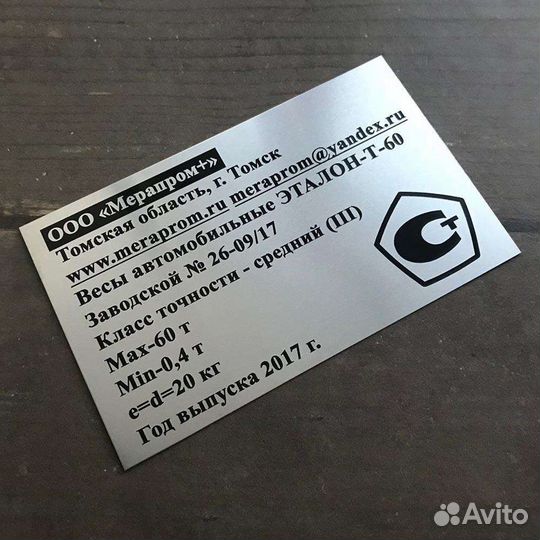 ООО «Мерапром+»
Томская область, г. Томск
www.meraprom.ru meraprom@yandex.ru
Весы автомобильные ЭТАЛОН-Т-60
Заводской № 26-09/17
Класс точности - средний (III)
Max-60 т
Min-0,4 т
e=d=20 кг
Год выпуска 2017 г.
Avito